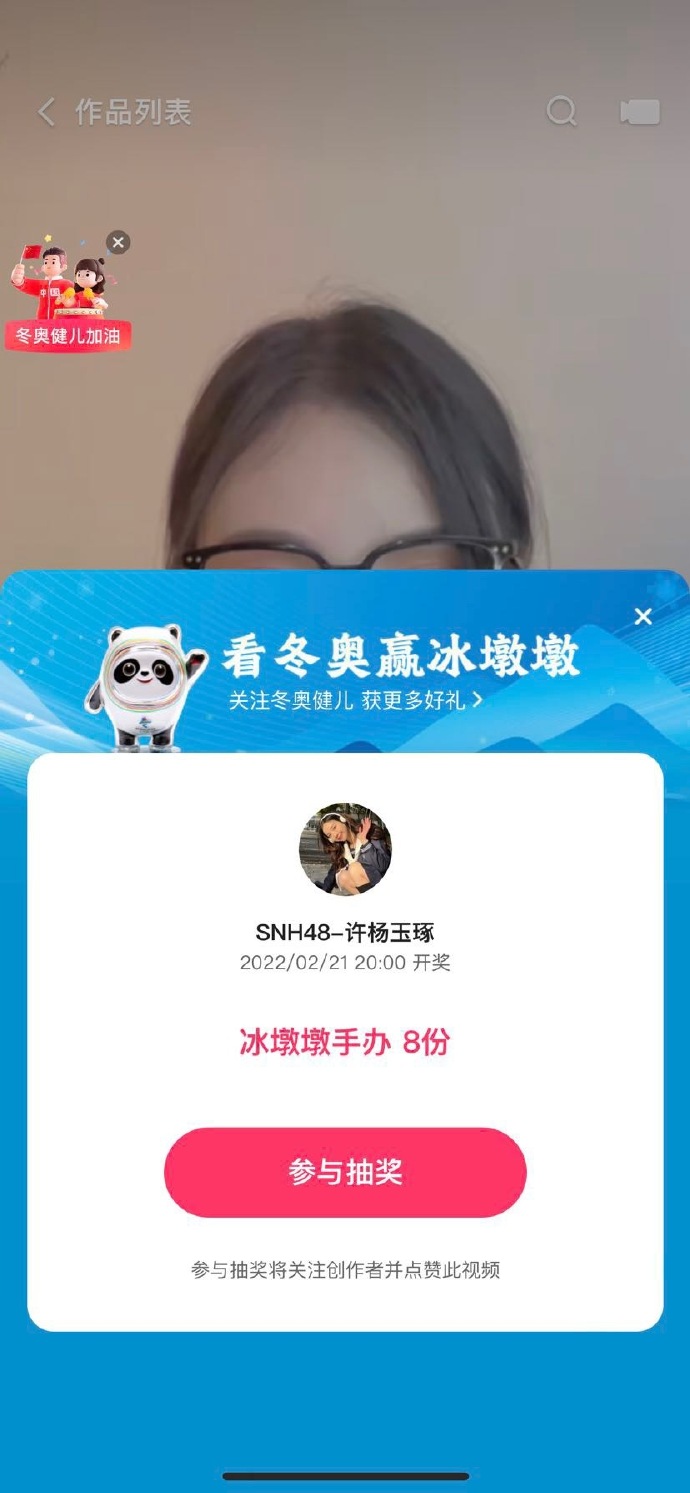 作品列表
中国
冬奥健儿加油
看冬奥赢冰墩墩
关注冬奥健儿 获更多好礼
SNH48-许杨玉琢
2022/02/21 20:00 开奖
冰墩墩手办 8份
参与抽奖
参与抽奖将关注创作者并点赞此视频